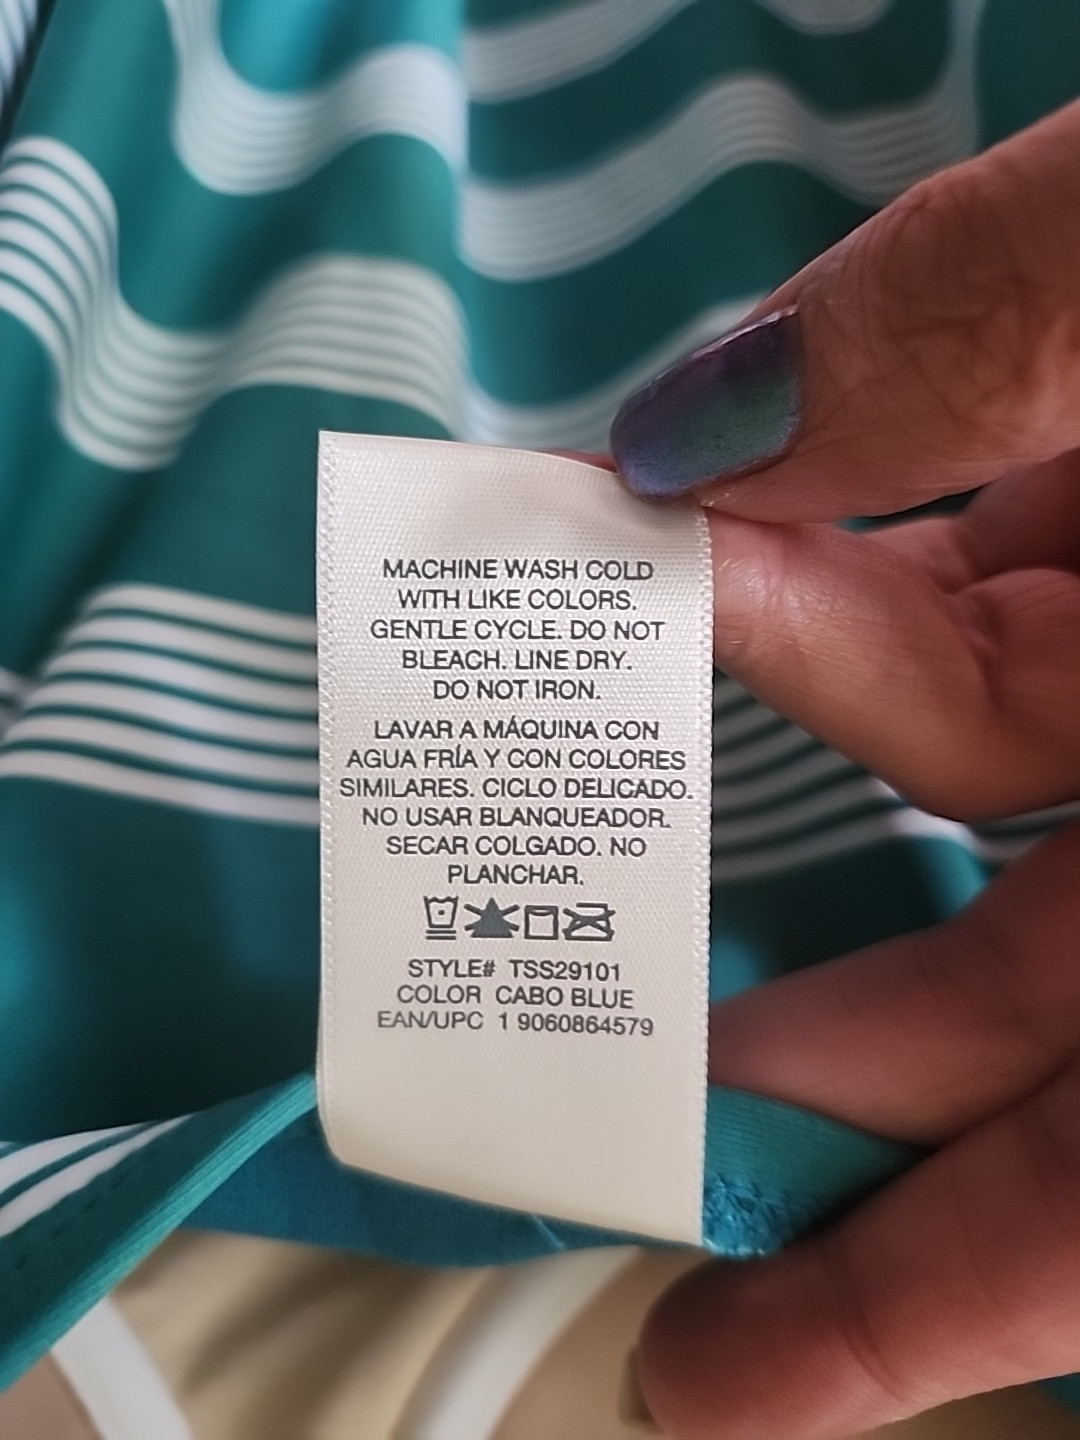 MACHINE WASH COLD
WITH LIKE COLORS.
GENTLE CYCLE. DO NOT
BLEACH. LINE DRY.
DO NOT IRON.
LAVAR A MÁQUINA CON
AGUA FRÍA Y CON COLORES
SIMILARES. CICLO DELICADO.
NO USAR BLANQUEADOR.
SECAR COLGADO. NO
PLANCHAR.
STYLE# TSS29101
COLOR CABO BLUE
EAN/UPC 1 9060864579